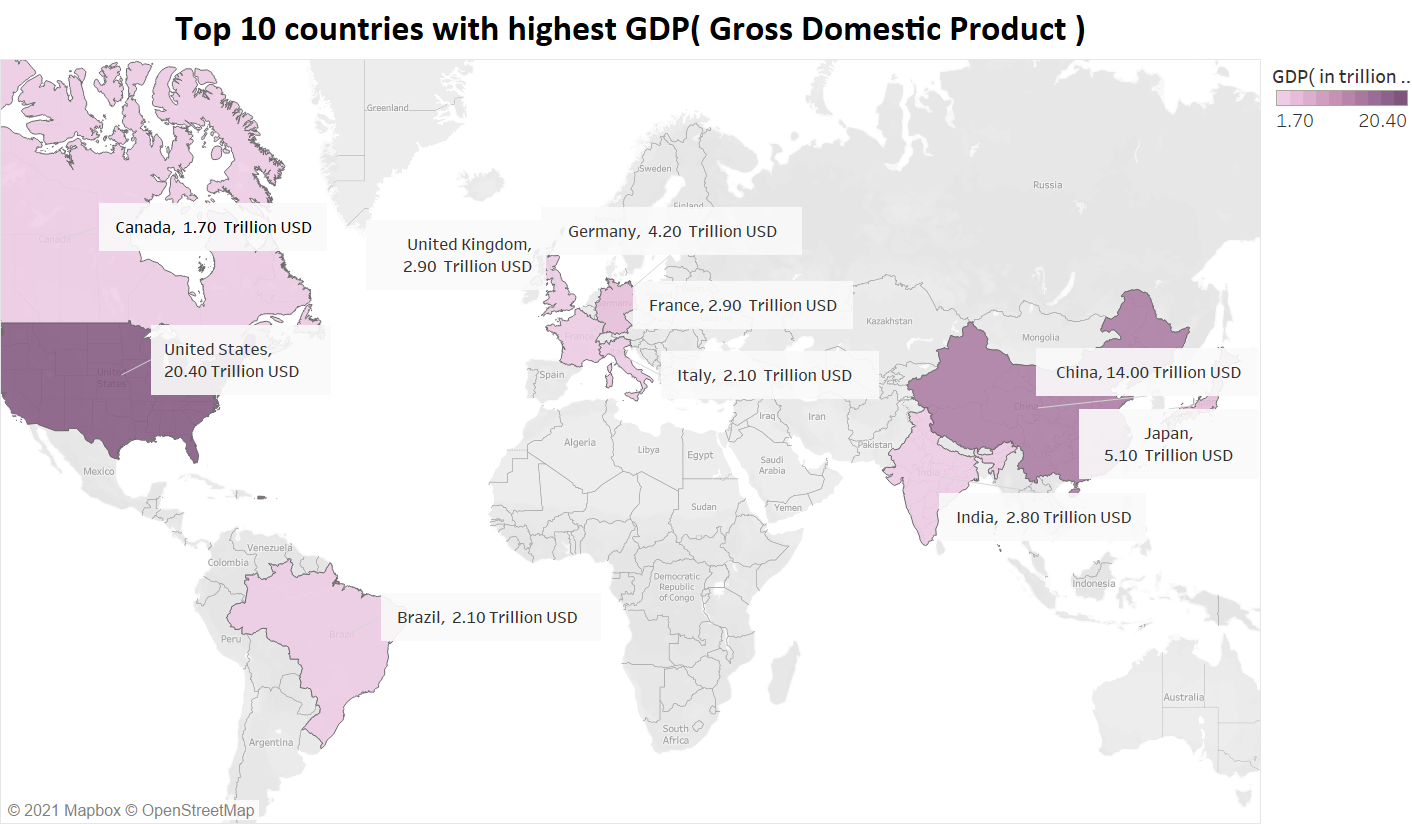 Top 10 countries with highest GDP( Gross Domestic Product )
GDP( in trillion ..
1.70 20.40
Greenland
Sweden
Finland
Russia
Canada
Canada, 1.70 Trillion USD
United Kingdom,
2.90 Trillion USD
Germany, 4.20 Trillion USD
France, 2.90 Trillion USD
France
Kazakhstan
Mongolia
United States,
20.40 Trillion USD
United
States
Spain
Italy, 2.10 Trillion USD
China, 14.00 Trillion USD
China
Iraq
Iran
Japan,
5.10 Trillion USD
Algeria
Libya
Egypt
Pakistan
Saudi
Arabia
Mexico
India
Sudan
Yemen
India, 2.80 Trillion USD
Venezuela
Colombia
Democratic
Republic
of Congo
Indonesia
Brazil, 2.10 Trillion USD
Brazil
Peru
Australia
South
Africa
Argentina
© 2021 Mapbox © OpenStreetMap